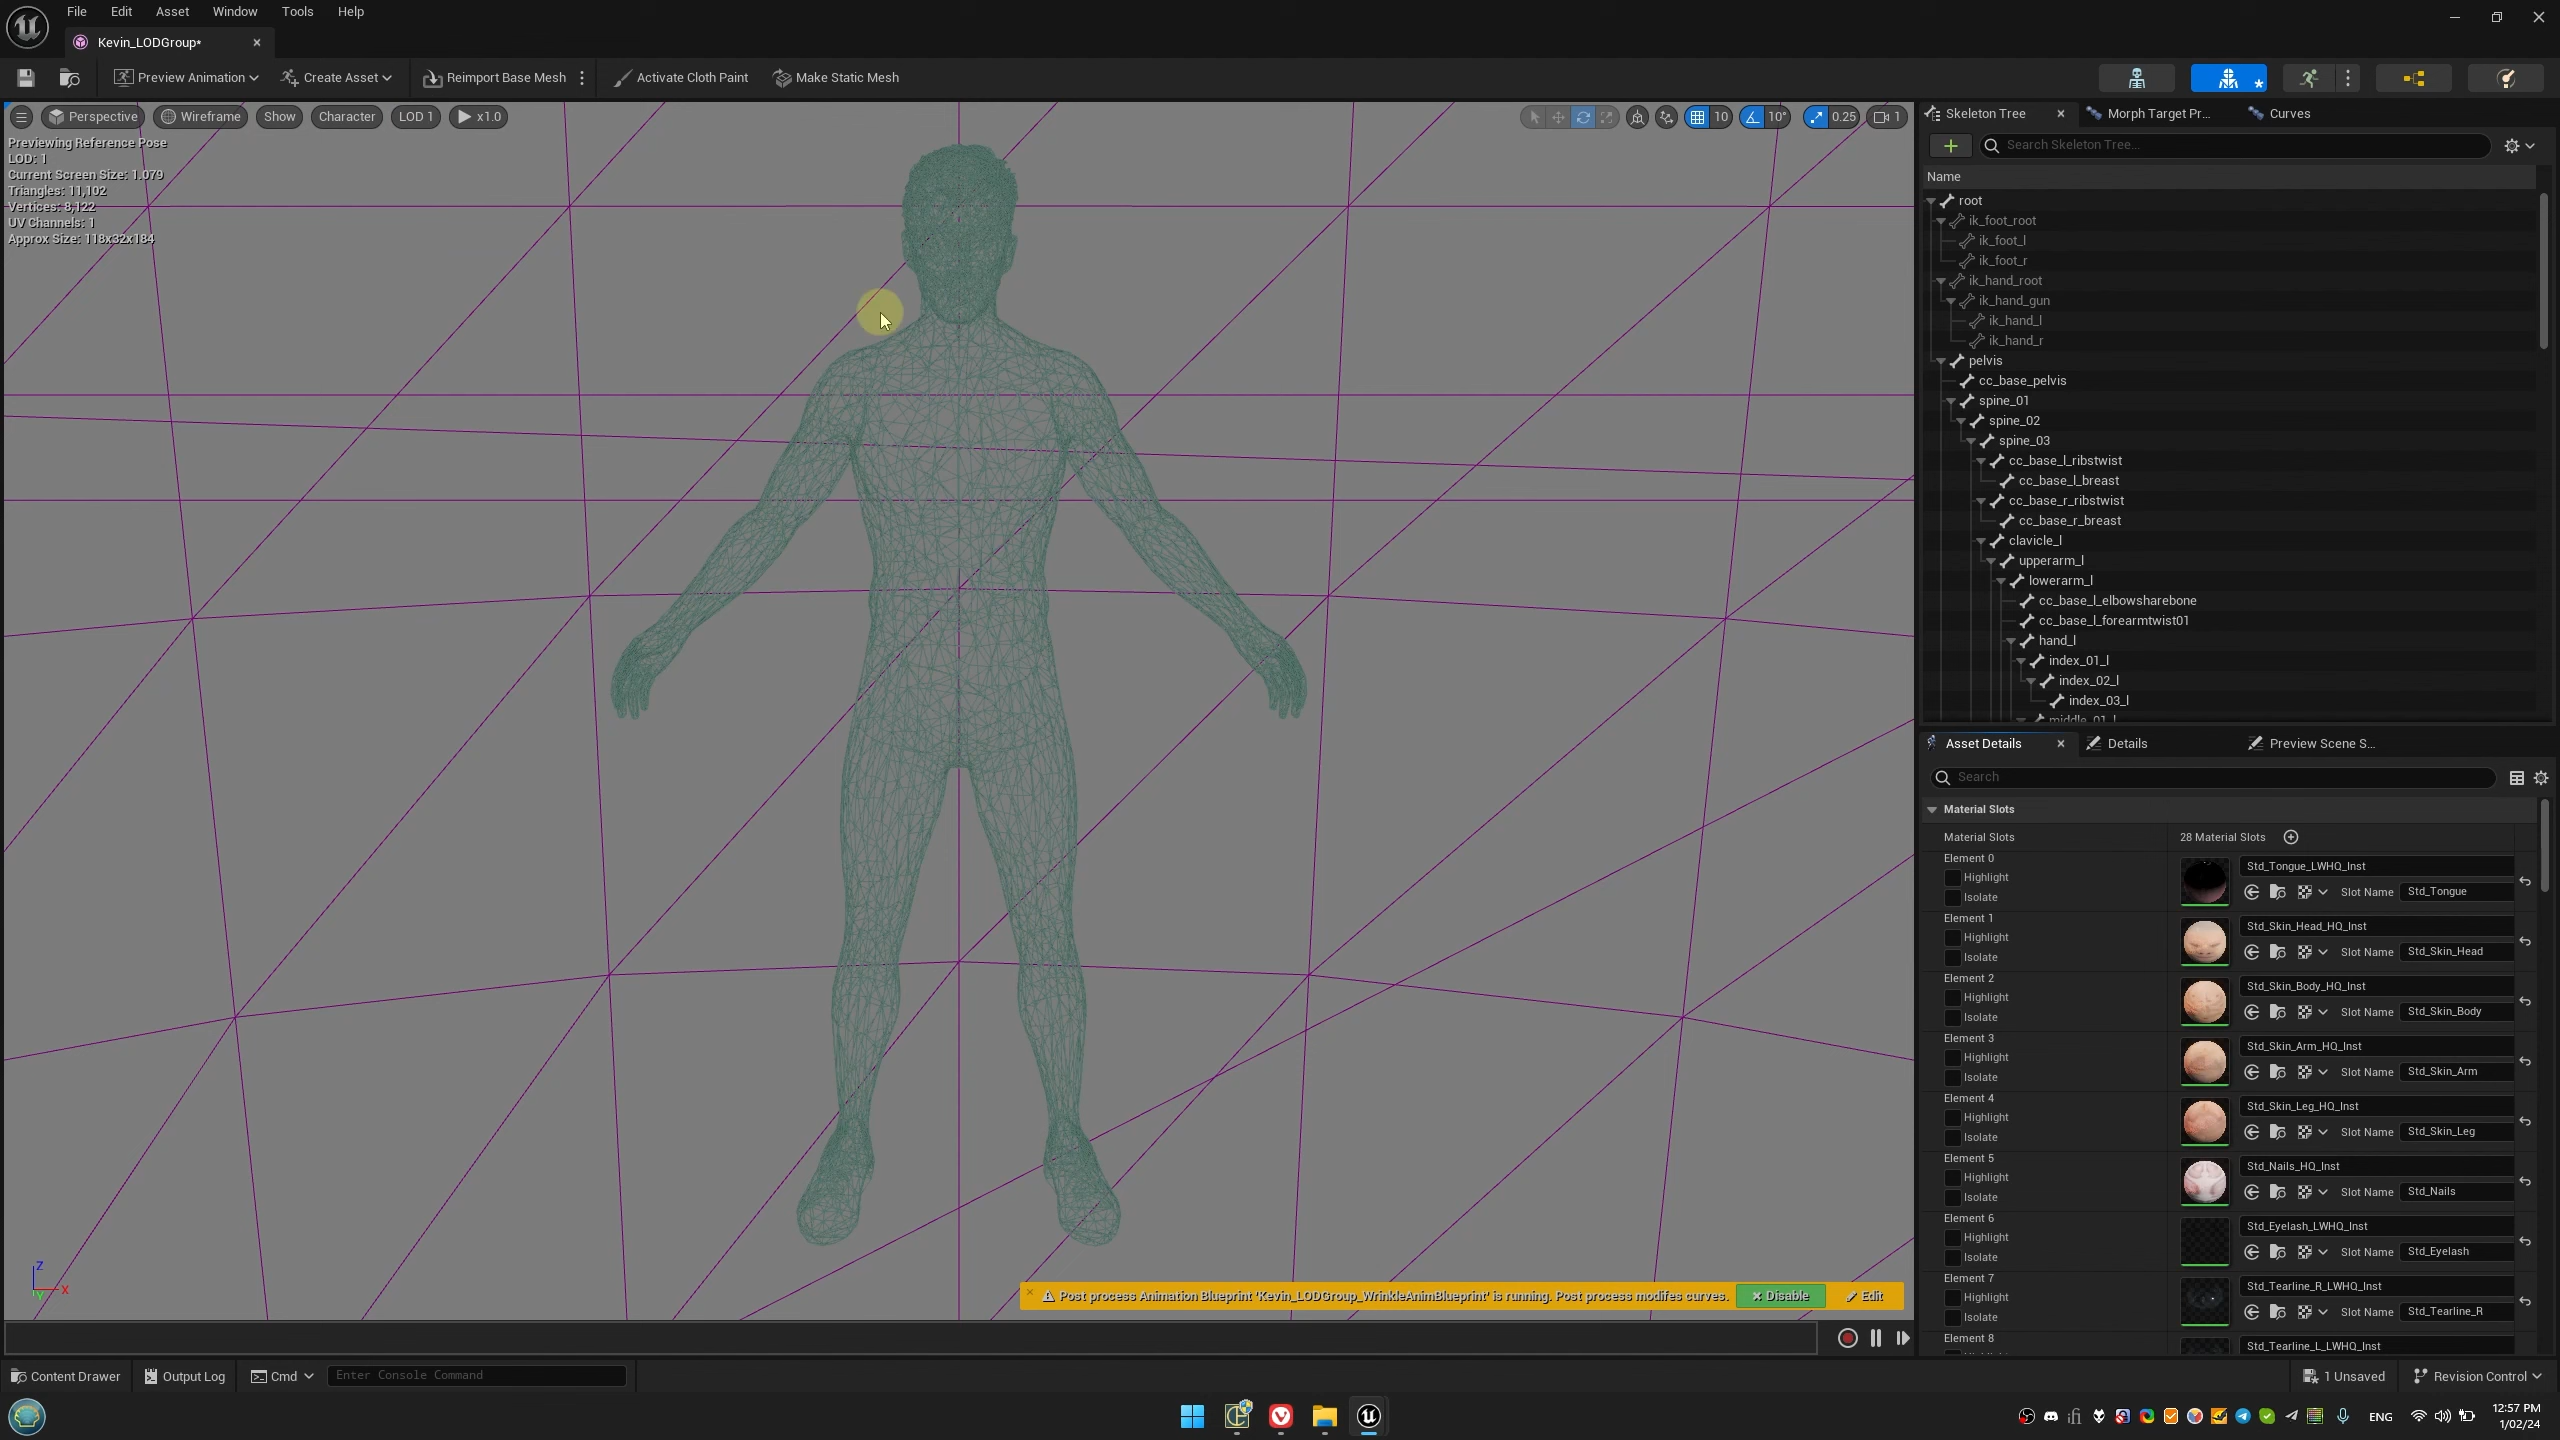 File Edit Asset Window Tools Help
Kevin_LODGroup*
Preview Animation Create Asset Reimport Base Mesh Activate Cloth Paint Make Static Mesh
Perspective Wireframe Show Character LOD 1 x1.0 10 10° 0.25 1
Previewing Reference Pose
LOD: 1
Current Screen Size: 1.079
Triangles: 11,102
Vertices: 8,122
UV Channels: 1
Approx Size: 118x32x184
Z
X
Y
Post process Animation Blueprint 'Kevin_LODGroup_WrinkleAnimBlueprint' is running. Post process modifes curves. Disable Edit
Skeleton Tree Morph Target Pr... Curves
Search Skeleton Tree...
Name
root
ik_foot_root
ik_foot_l
ik_foot_r
ik_hand_root
ik_hand_gun
ik_hand_l
ik_hand_r
pelvis
cc_base_pelvis
spine_01
spine_02
spine_03
cc_base_l_ribstwist
cc_base_l_breast
cc_base_r_ribstwist
cc_base_r_breast
clavicle_l
upperarm_l
lowerarm_l
cc_base_l_elbowsharebone
cc_base_l_forearmtwist01
hand_l
index_01_l
index_02_l
index_03_l
middle_01_l
Asset Details Details Preview Scene S...
Search
Material Slots
Material Slots 28 Material Slots
Element 0
Highlight
Isolate
Std_Tongue_LWHQ_Inst
Slot Name Std_Tongue
Element 1
Highlight
Isolate
Std_Skin_Head_HQ_Inst
Slot Name Std_Skin_Head
Element 2
Highlight
Isolate
Std_Skin_Body_HQ_Inst
Slot Name Std_Skin_Body
Element 3
Highlight
Isolate
Std_Skin_Arm_HQ_Inst
Slot Name Std_Skin_Arm
Element 4
Highlight
Isolate
Std_Skin_Leg_HQ_Inst
Slot Name Std_Skin_Leg
Element 5
Highlight
Isolate
Std_Nails_HQ_Inst
Slot Name Std_Nails
Element 6
Highlight
Isolate
Std_Eyelash_LWHQ_Inst
Slot Name Std_Eyelash
Element 7
Highlight
Isolate
Std_Tearline_R_LWHQ_Inst
Slot Name Std_Tearline_R
Element 8
Std_Tearline_L_LWHQ_Inst
Content Drawer Output Log Cmd Enter Console Command 1 Unsaved Revision Control
ENG
12:57 PM
1/02/24